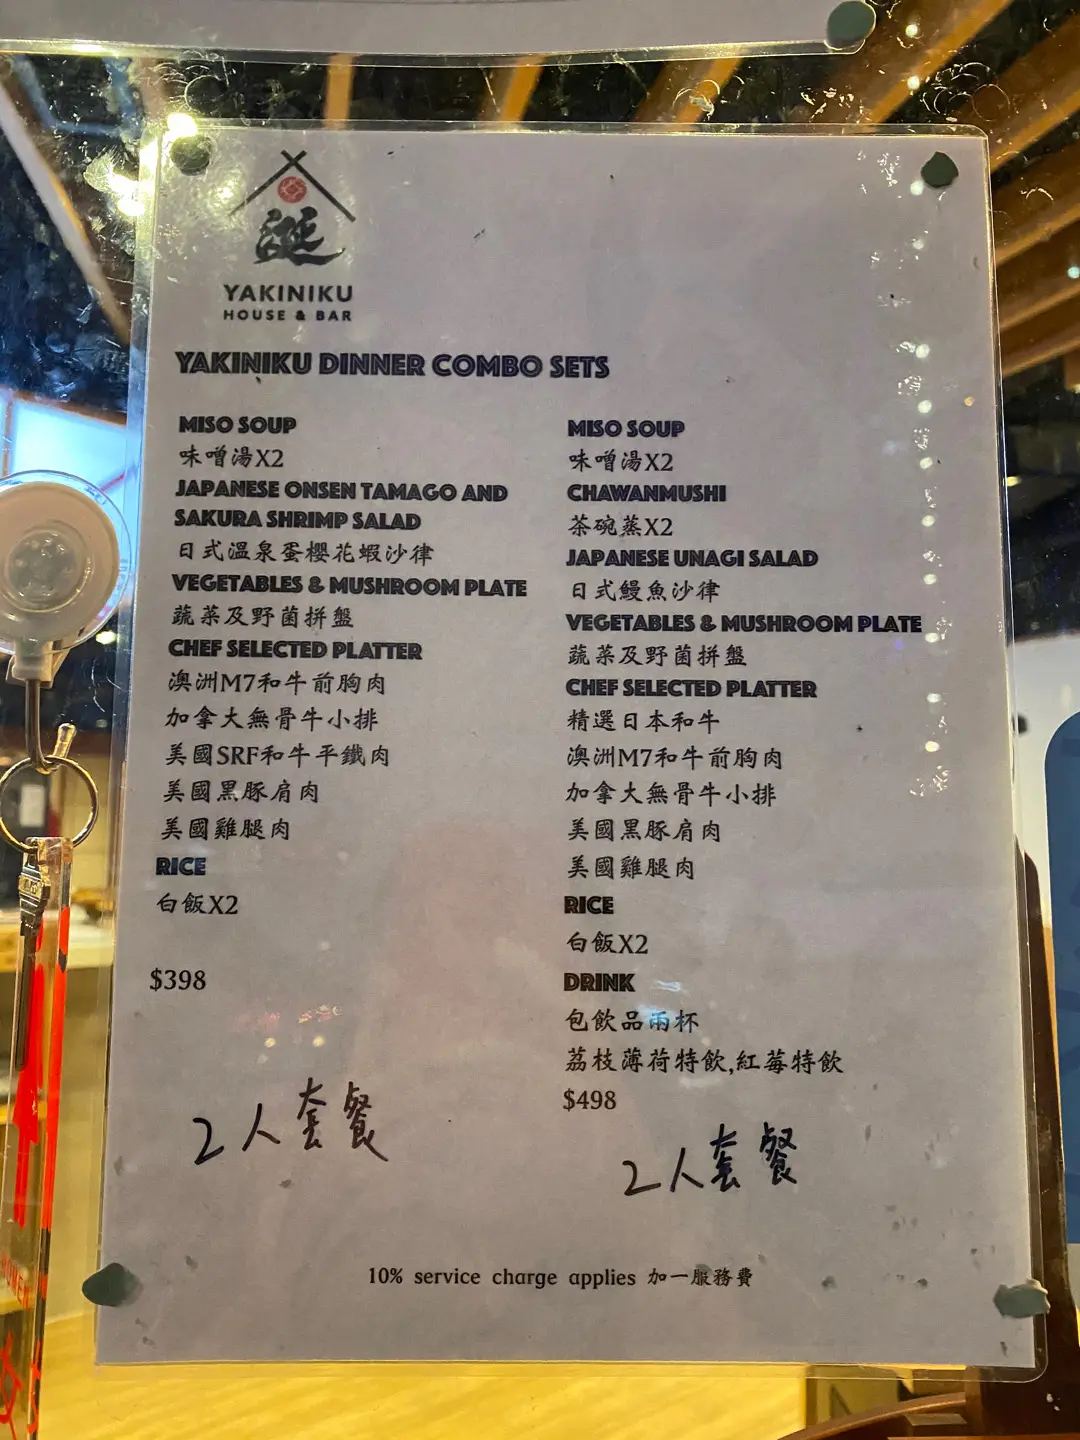 誕
YAKINIKU
HOUSE & BAR
YAKINIKU DINNER COMBO SETS
MISO SOUP
味噌湯X2
JAPANESE ONSEN TAMAGO AND
SAKURA SHRIMP SALAD
日式溫泉蛋櫻花蝦沙律
VEGETABLES & MUSHROOM PLATE
蔬菜及野菌拼盤
CHEF SELECTED PLATTER
澳洲M7和牛前胸肉
加拿大無骨牛小排
美國SRF和牛平鐵肉
美國黑豚肩肉
美國雞腿肉
RICE
白飯X2
$398
2人套餐
MISO SOUP
味噌湯X2
CHAWANMUSHI
茶碗蒸X2
JAPANESE UNAGI SALAD
日式鰻魚沙律
VEGETABLES & MUSHROOM PLATE
蔬菜及野菌拼盤
CHEF SELECTED PLATTER
精選日本和牛
澳洲M7和牛前胸肉
加拿大無骨牛小排
美國黑豚肩肉
美國雞腿肉
RICE
白飯X2
DRINK
包飲品兩杯
荔枝薄荷特飲,紅莓特飲
$498
2人套餐
10% service charge applies 加一服務費